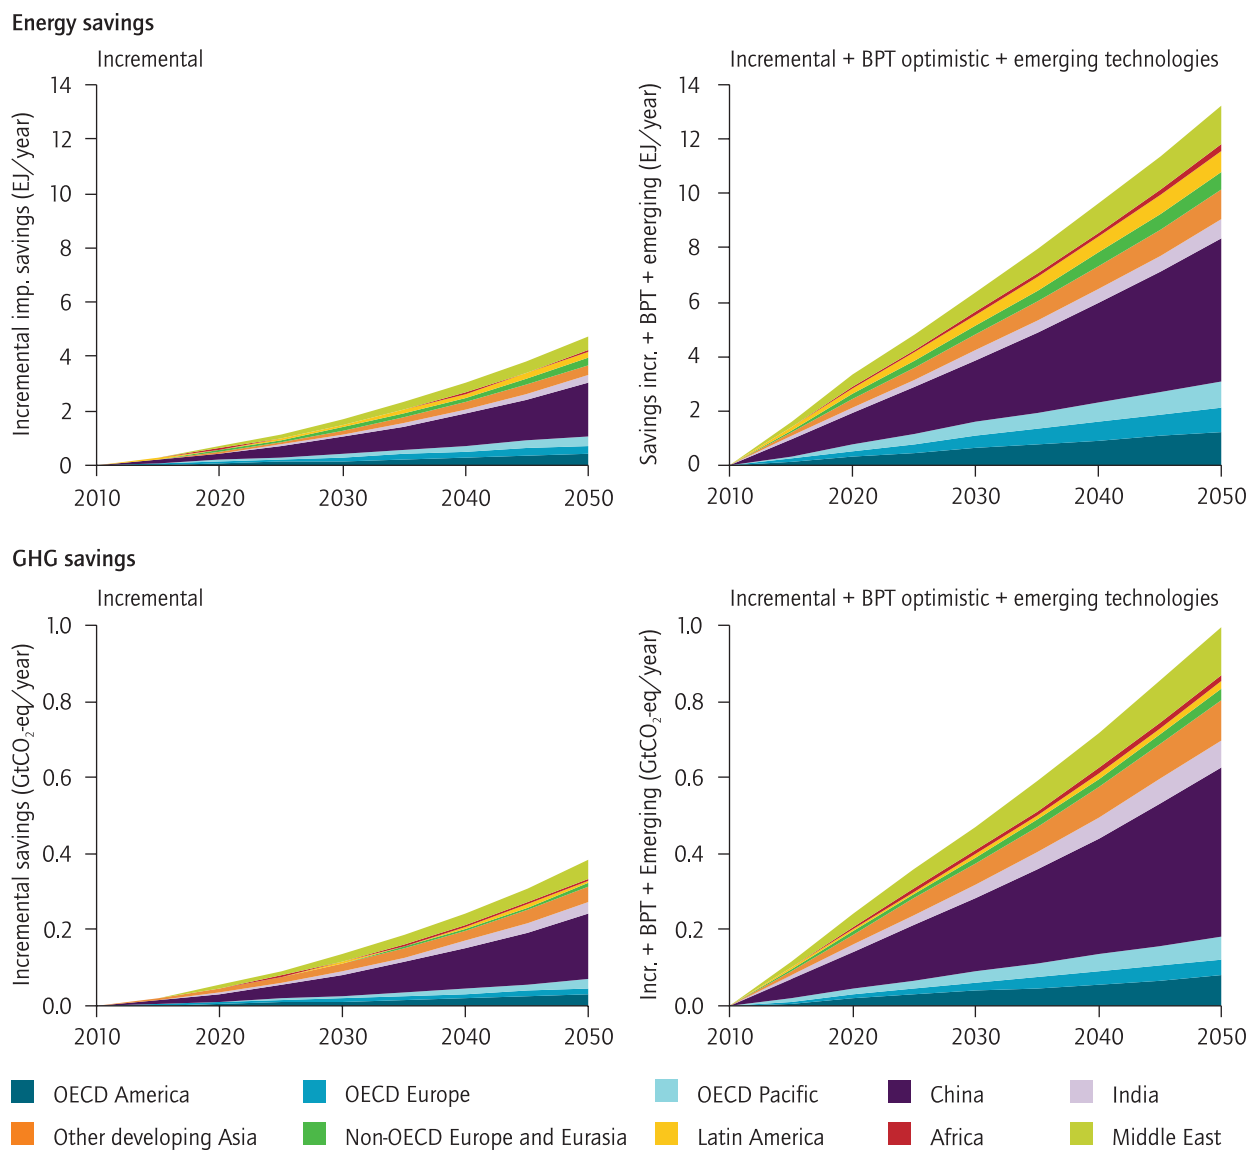 Energy savings
Incremental
Incremental imp. savings (EJ/year)
14
12
10
8
6
4
2
0
2010 2020 2030 2040 2050
Incremental + BPT optimistic + emerging technologies
Savings incr. + BPT + emerging (EJ/year)
14
12
10
8
6
4
2
0
2010 2020 2030 2040 2050
GHG savings
Incremental
Incremental savings (GtCO₂-eq/year)
1.0
0.8
0.6
0.4
0.2
0.0
2010 2020 2030 2040 2050
Incremental + BPT optimistic + emerging technologies
Incr. + BPT + Emerging (GtCO₂-eq/year)
1.0
0.8
0.6
0.4
0.2
0.0
2010 2020 2030 2040 2050
OECD America OECD Europe OECD Pacific China India
Other developing Asia Non-OECD Europe and Eurasia Latin America Africa Middle East